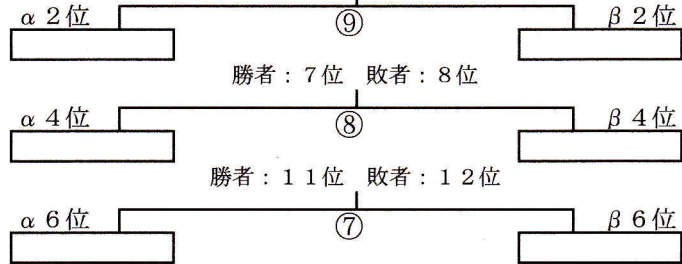 α2位 ⑨ β2位
勝者：7位 敗者：8位
α4位 ⑧ β4位
勝者：11位 敗者：12位
α6位 ⑦ β6位